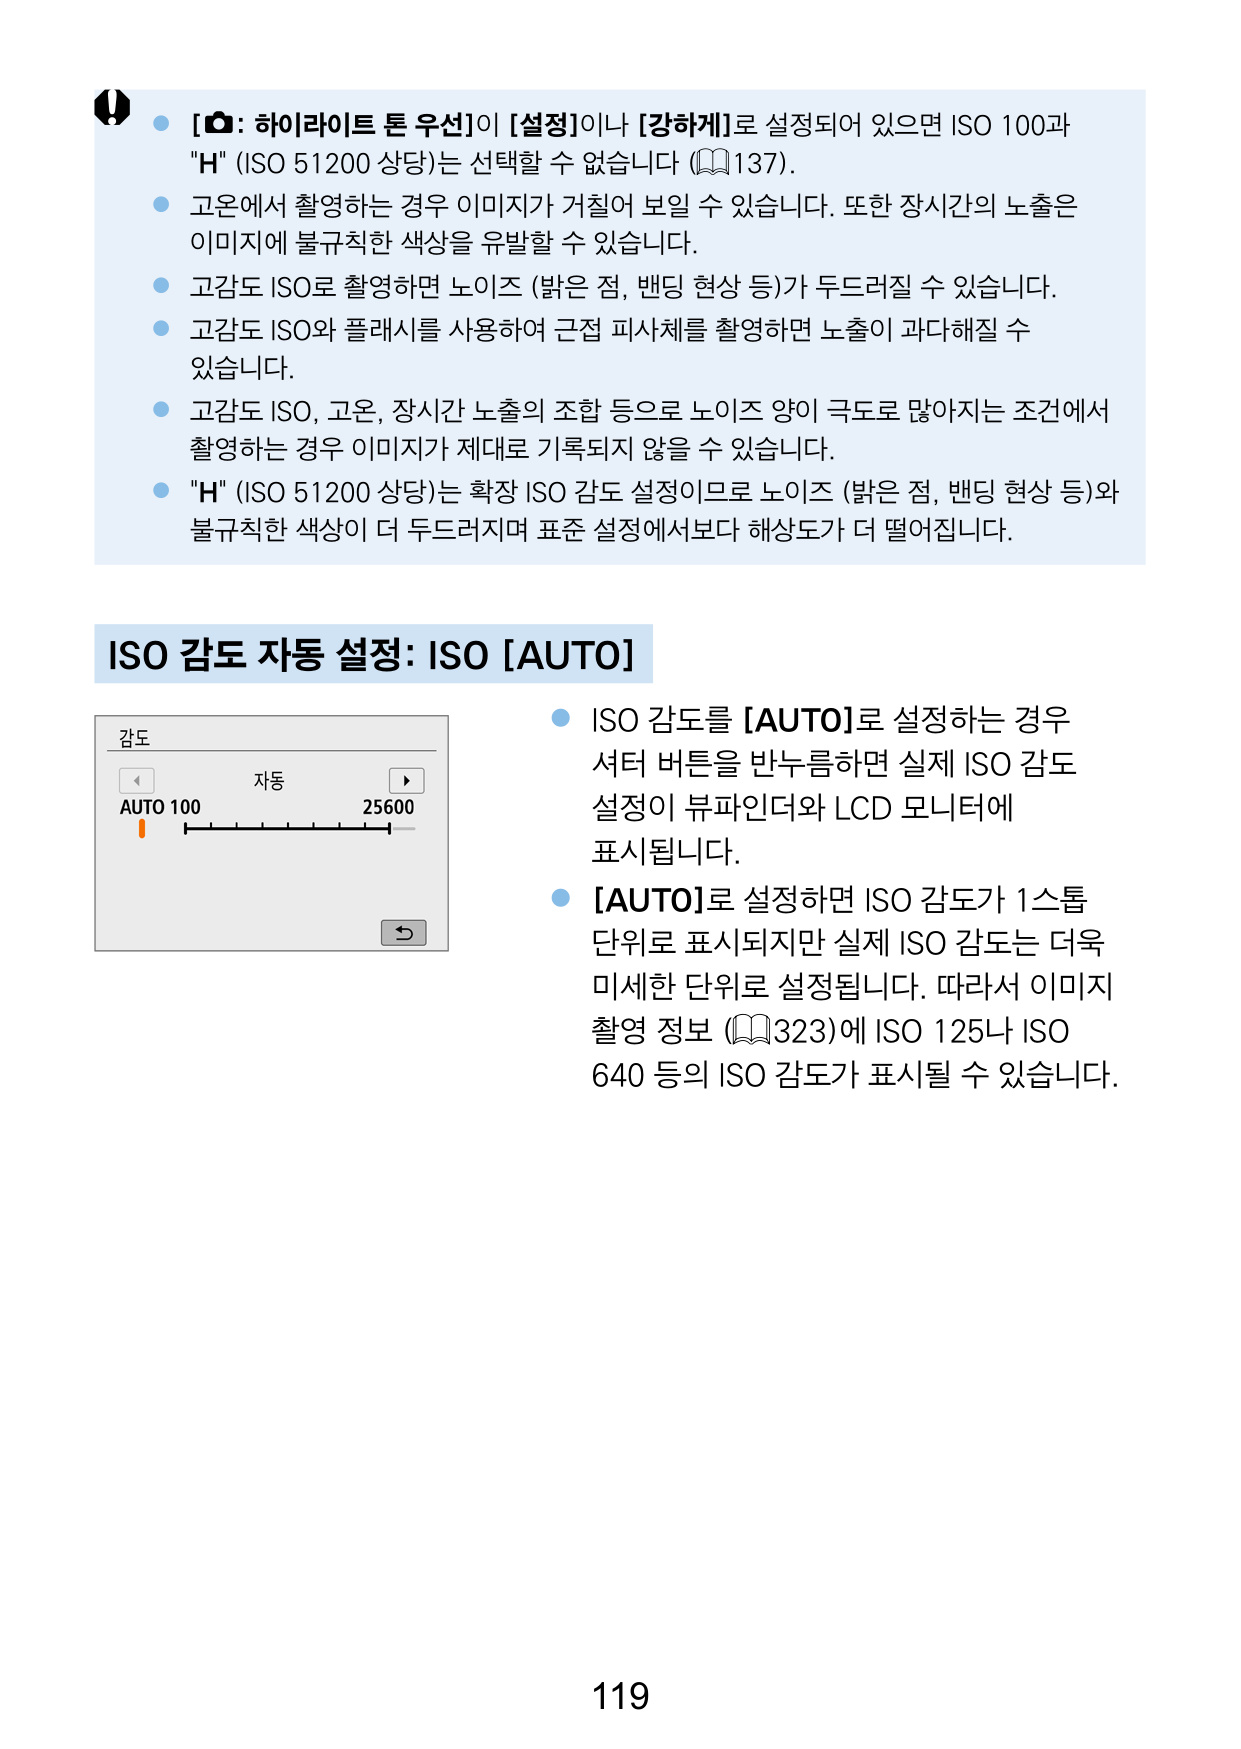 [: 하이라이트 톤 우선]이 [설정]이나 [강하게]로 설정되어 있으면 ISO 100과
"H" (ISO 51200 상당)는 선택할 수 없습니다 (137).
고온에서 촬영하는 경우 이미지가 거칠어 보일 수 있습니다. 또한 장시간의 노출은
이미지에 불규칙한 색상을 유발할 수 있습니다.
고감도 ISO로 촬영하면 노이즈 (밝은 점, 밴딩 현상 등)가 두드러질 수 있습니다.
고감도 ISO와 플래시를 사용하여 근접 피사체를 촬영하면 노출이 과다해질 수
있습니다.
고감도 ISO, 고온, 장시간 노출의 조합 등으로 노이즈 양이 극도로 많아지는 조건에서
촬영하는 경우 이미지가 제대로 기록되지 않을 수 있습니다.
"H" (ISO 51200 상당)는 확장 ISO 감도 설정이므로 노이즈 (밝은 점, 밴딩 현상 등)와
불규칙한 색상이 더 두드러지며 표준 설정에서보다 해상도가 더 떨어집니다.
ISO 감도 자동 설정: ISO [AUTO]
감도
자동
AUTO 100 25600
ISO 감도를 [AUTO]로 설정하는 경우
셔터 버튼을 반누름하면 실제 ISO 감도
설정이 뷰파인더와 LCD 모니터에
표시됩니다.
[AUTO]로 설정하면 ISO 감도가 1스톱
단위로 표시되지만 실제 ISO 감도는 더욱
미세한 단위로 설정됩니다. 따라서 이미지
촬영 정보 (323)에 ISO 125나 ISO
640 등의 ISO 감도가 표시될 수 있습니다.
119